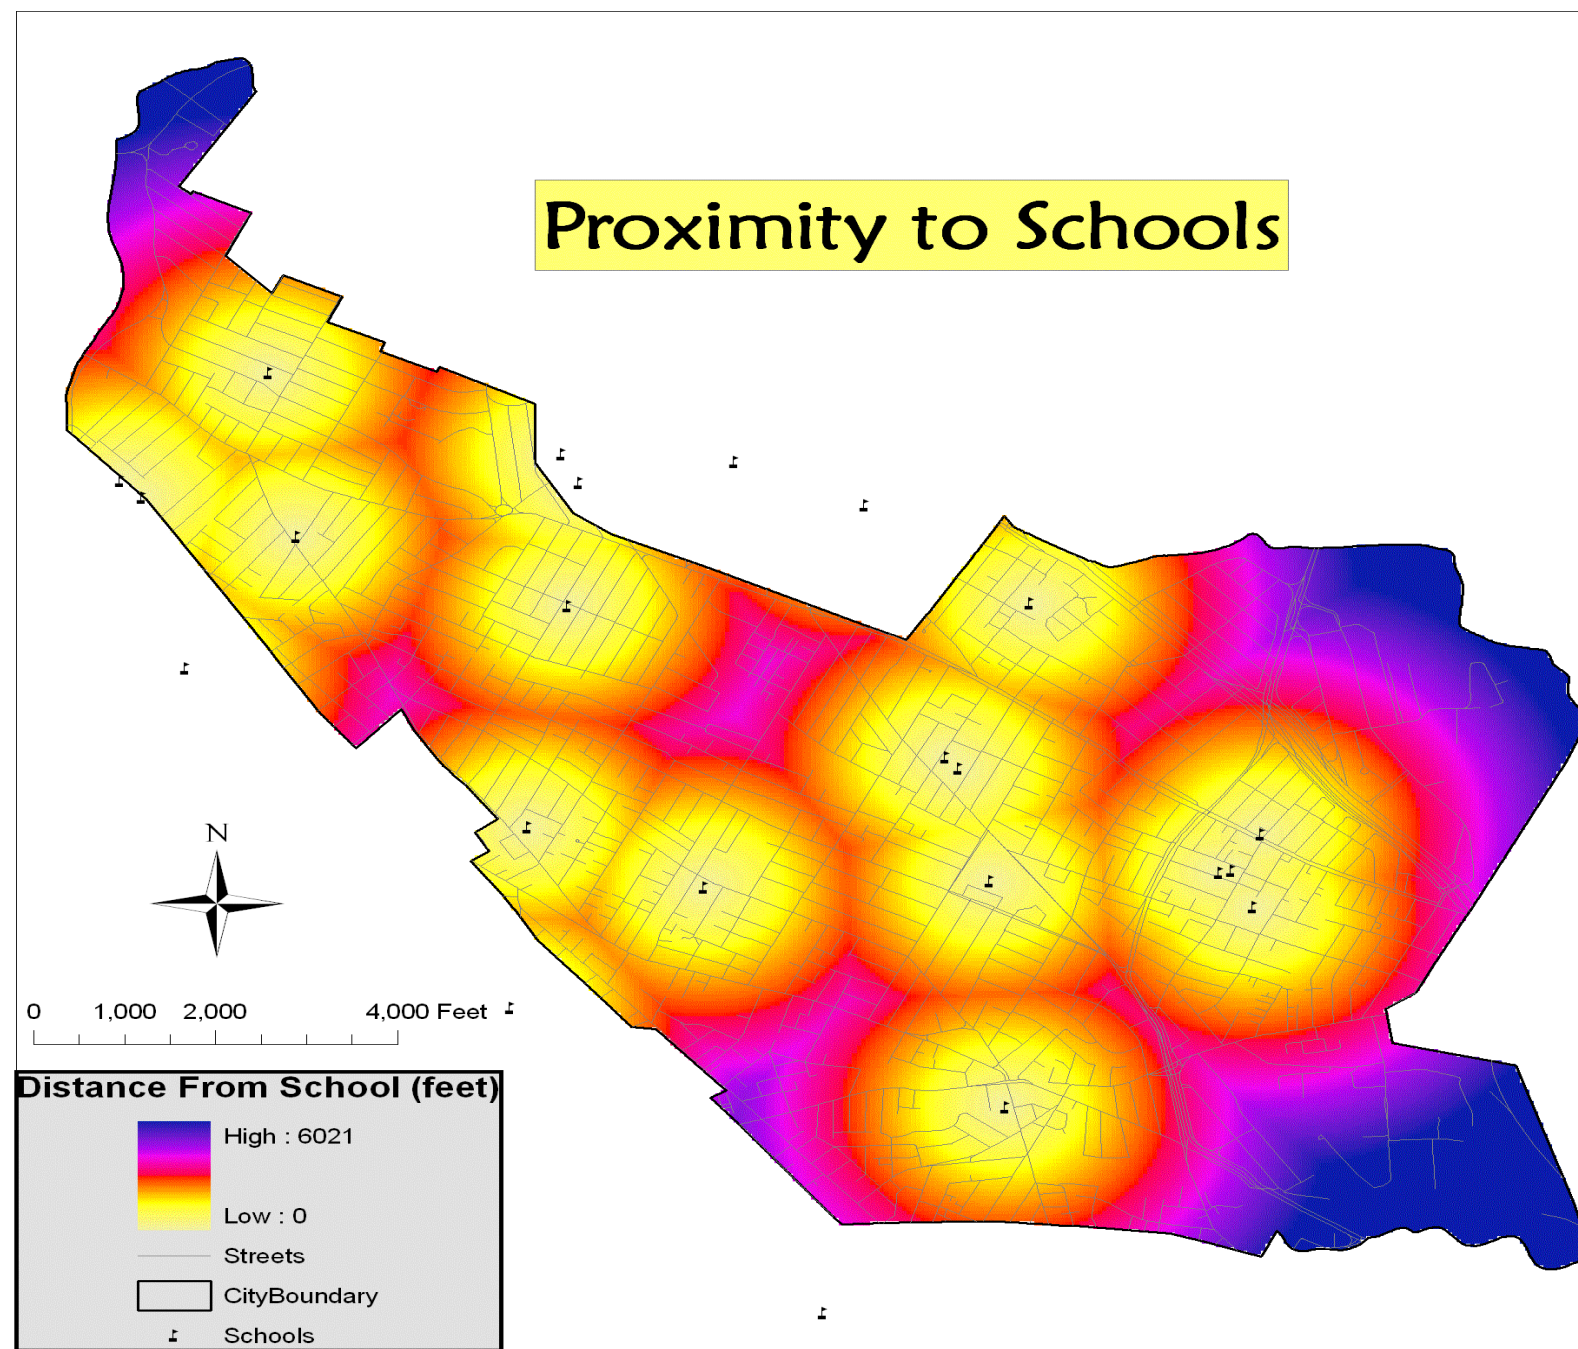 Proximity to Schools
N
0 1,000 2,000 4,000 Feet
Distance From School (feet)
High : 6021
Low : 0
Streets
CityBoundary
Schools